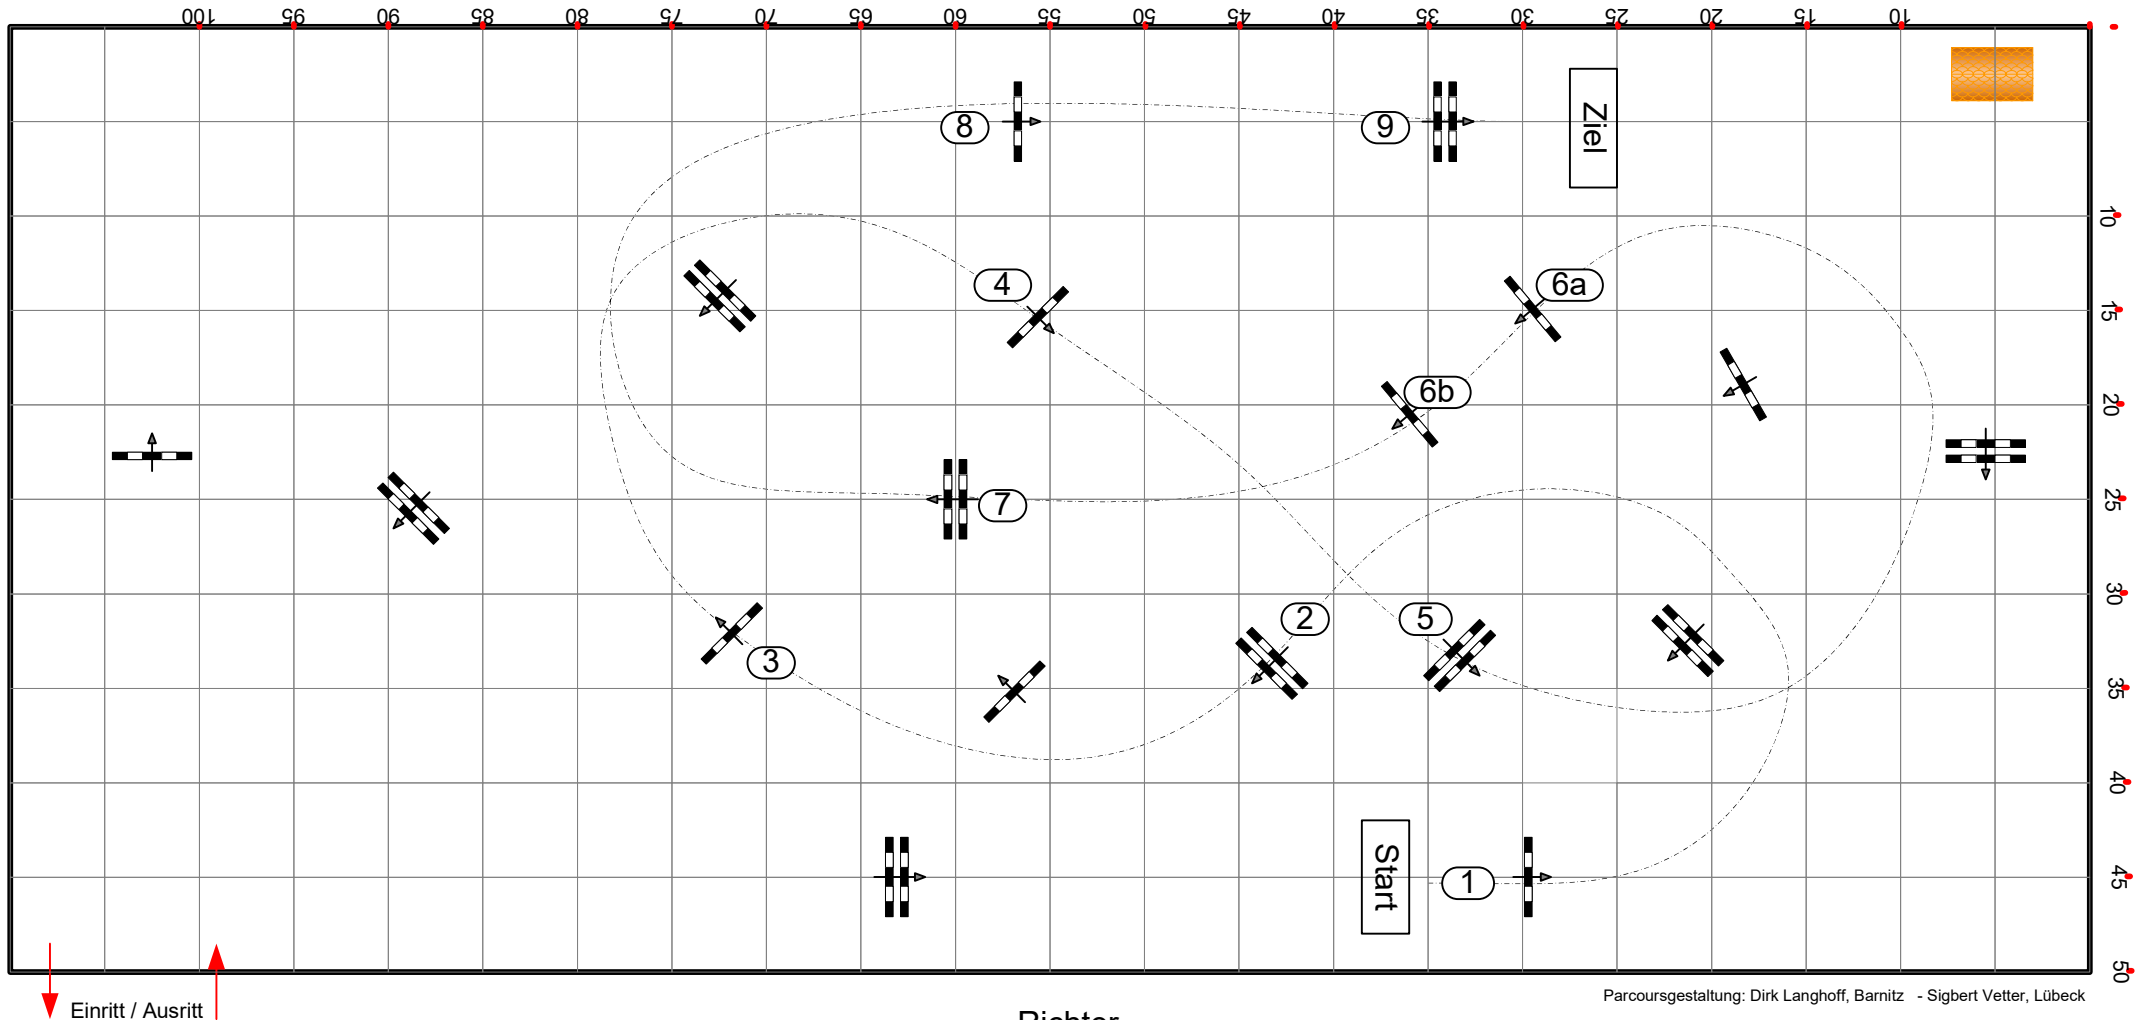 100 95 90 85 80 75 70 65 60 55 50 45 40 35 30 25 20 15 10
8
9
Ziel
10
4
6a
15
6b
20
7
25
2
5
30
3
35
40
Start
1
45
50
Parcoursgestaltung: Dirk Langhoff, Barnitz - Sigbert Vetter, Lübeck
Einritt / Ausritt
Richter